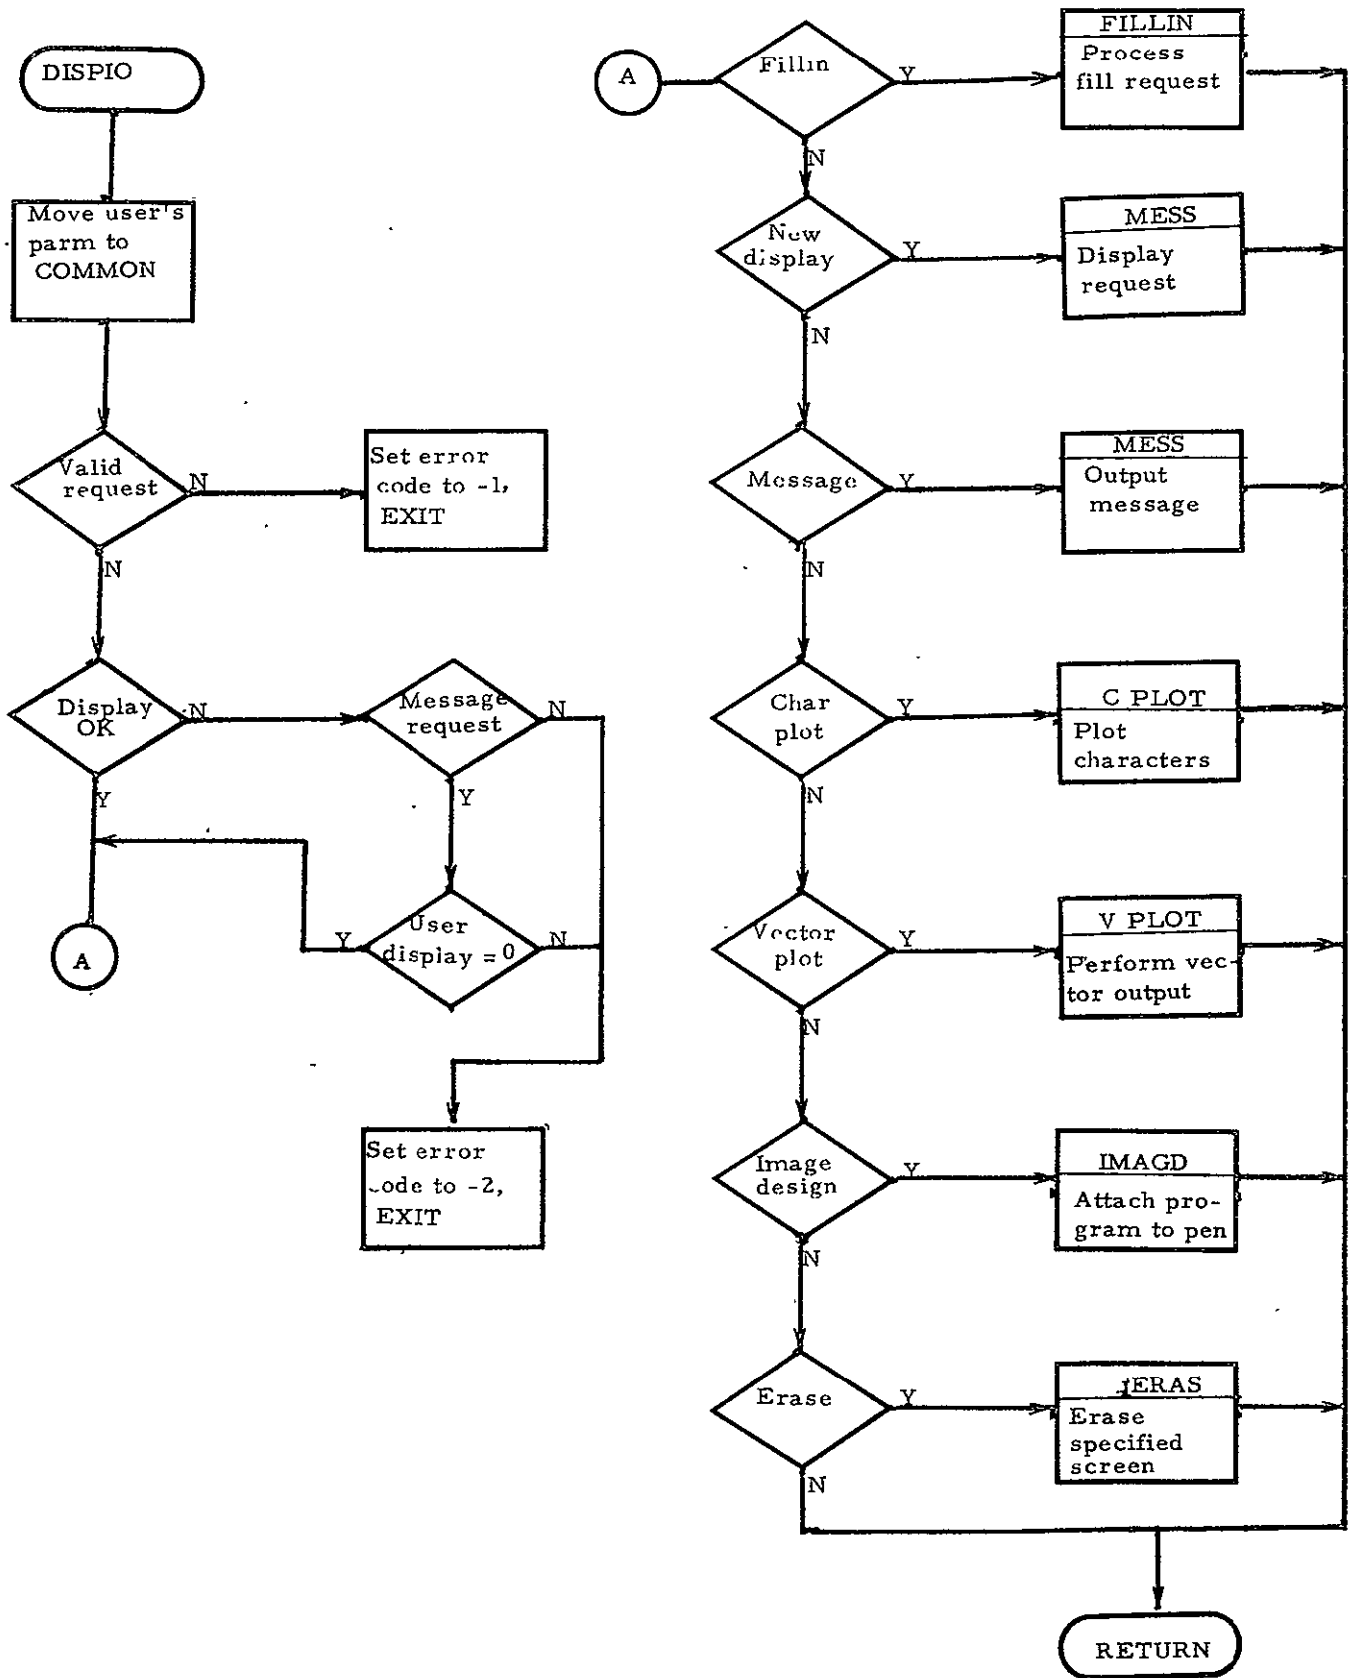 DISPIO
Move user's
parm to
COMMON
Valid
request
N
Set error
code to -1,
EXIT
N
Display
OK
N
Message
request
N
Y
Y
User
display = 0
Y
N
A
Set error
code to -2,
EXIT
A
Fillin
Y
FILLIN
Process
fill request
N
New
display
Y
MESS
Display
request
N
Message
Y
MESS
Output
message
N
Char
plot
Y
C PLOT
Plot
characters
N
Vector
plot
Y
V PLOT
Perform vec-
tor output
N
Image
design
Y
IMAGD
Attach pro-
gram to pen
N
Erase
Y
JERAS
Erase
specified
screen
N
RETURN